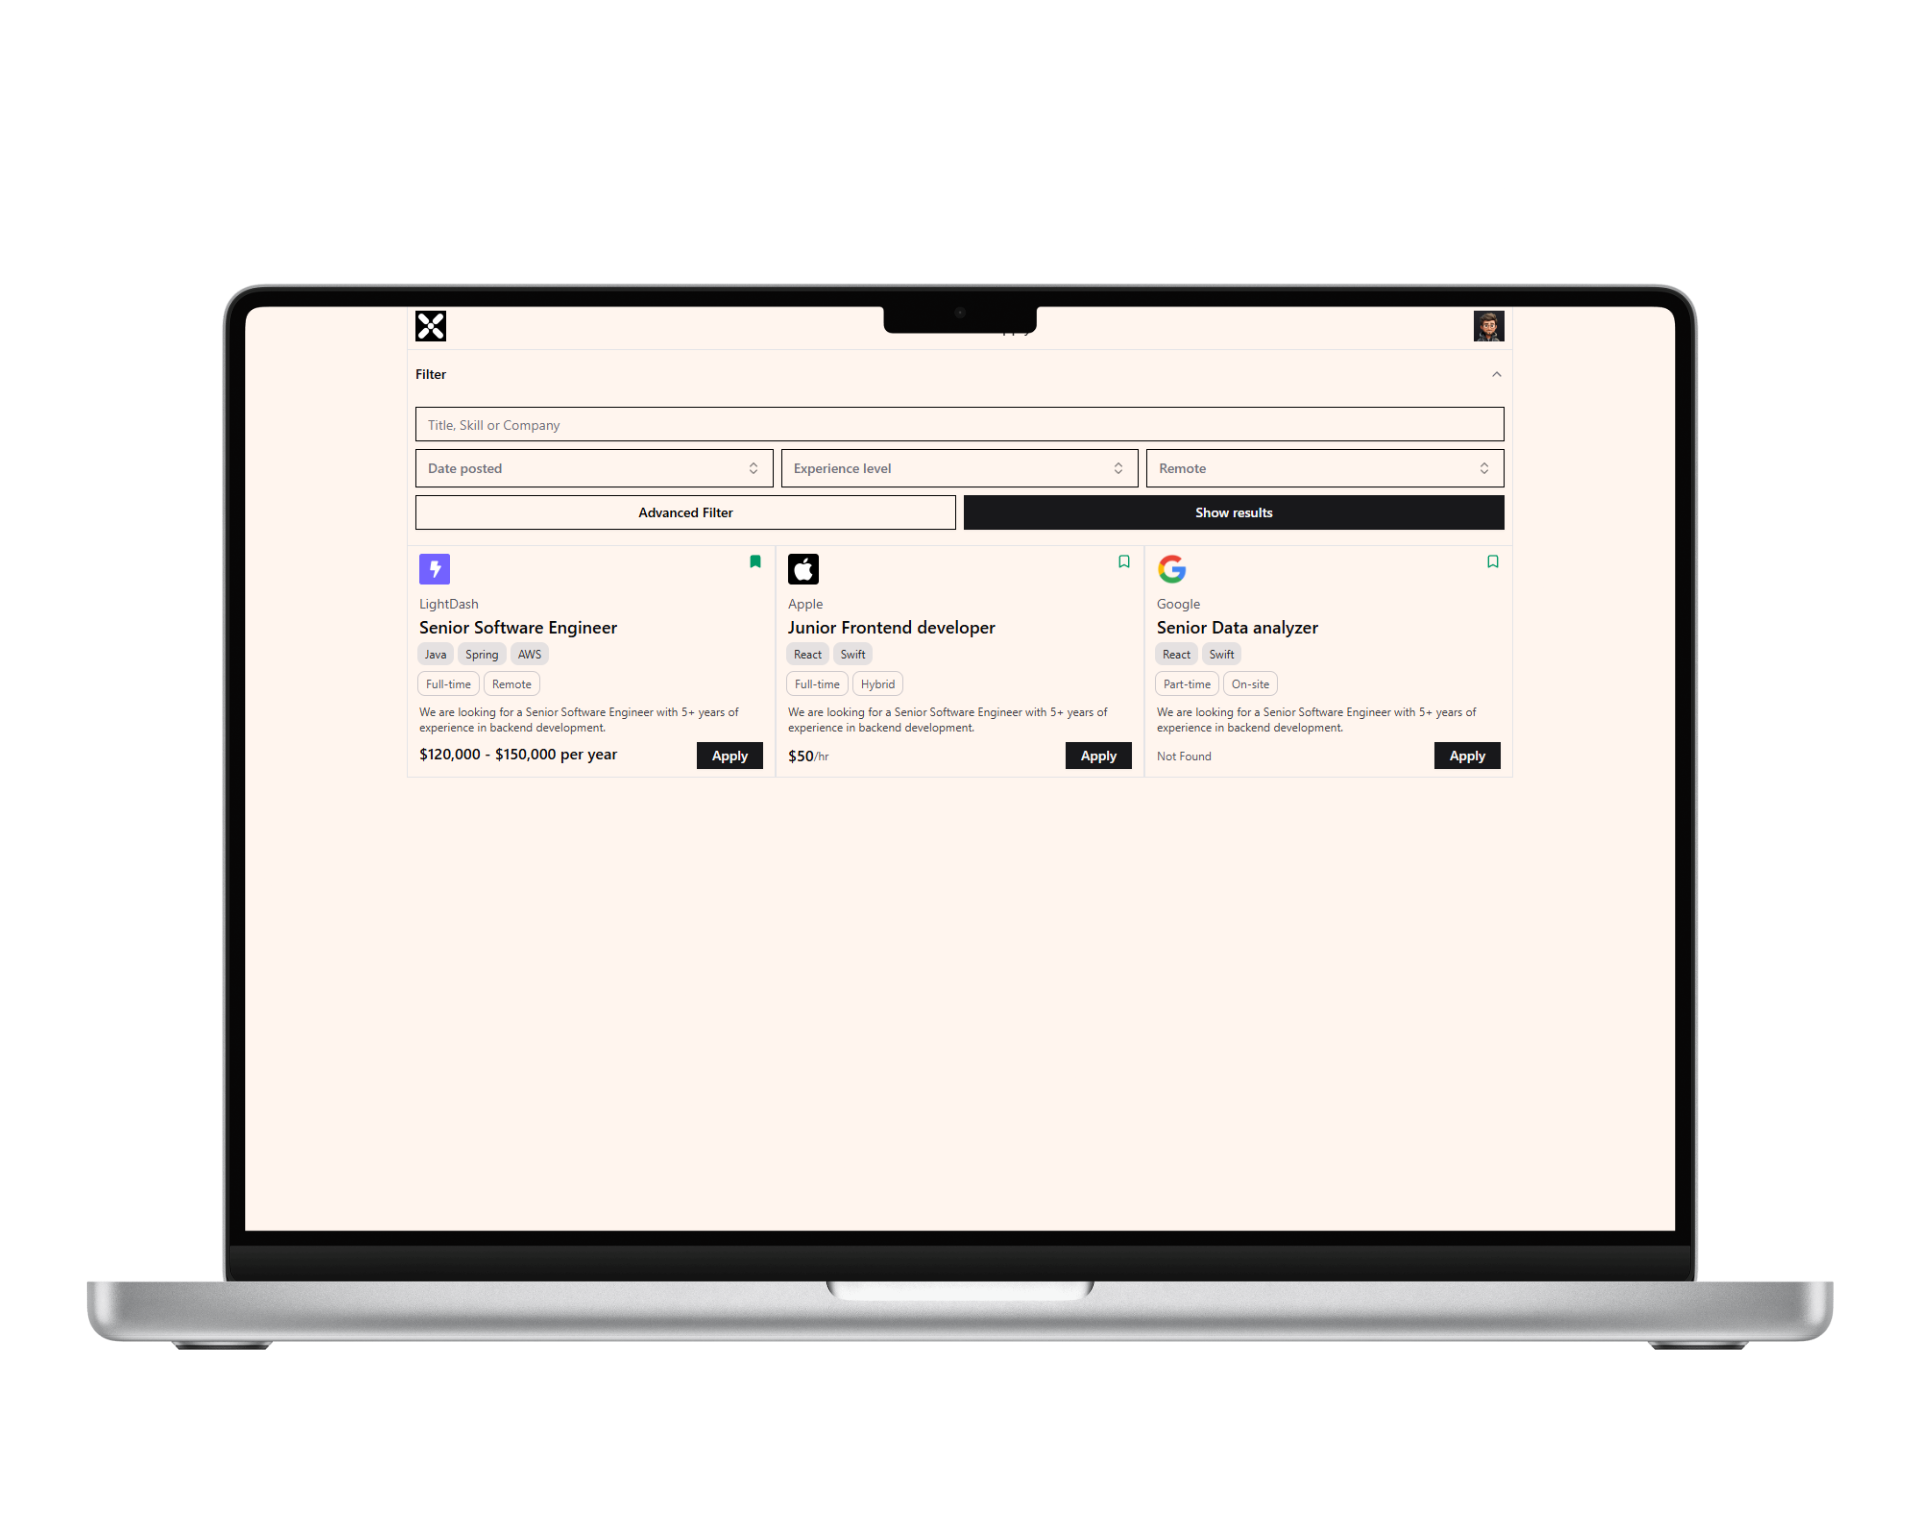 Filter
Title, Skill or Company
Date posted
Experience level
Remote
Advanced Filter
Show results
LightDash
Senior Software Engineer
Java Spring AWS
Full-time Remote
We are looking for a Senior Software Engineer with 5+ years of
experience in backend development.
$120,000 - $150,000 per year
Apply
Apple
Junior Frontend developer
React Swift
Full-time Hybrid
We are looking for a Senior Software Engineer with 5+ years of
experience in backend development.
$50/hr
Apply
Google
Senior Data analyzer
React Swift
Part-time On-site
We are looking for a Senior Software Engineer with 5+ years of
experience in backend development.
Not Found
Apply